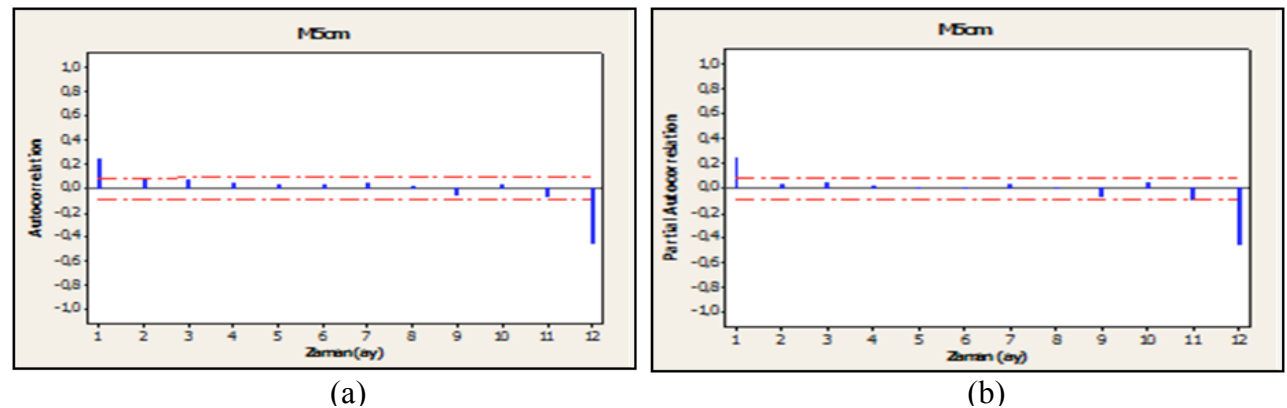 M5cm
Autocorrelation
1,0
0,8
0,6
0,4
0,2
0,0
-0,2
-0,4
-0,6
-0,8
-1,0
1 2 3 4 5 6 7 8 9 10 11 12
Zaman (ay)
(a)
M5cm
Partial Autocorrelation
1,0
0,8
0,6
0,4
0,2
0,0
-0,2
-0,4
-0,6
-0,8
-1,0
1 2 3 4 5 6 7 8 9 10 11 12
Zaman (ay)
(b)